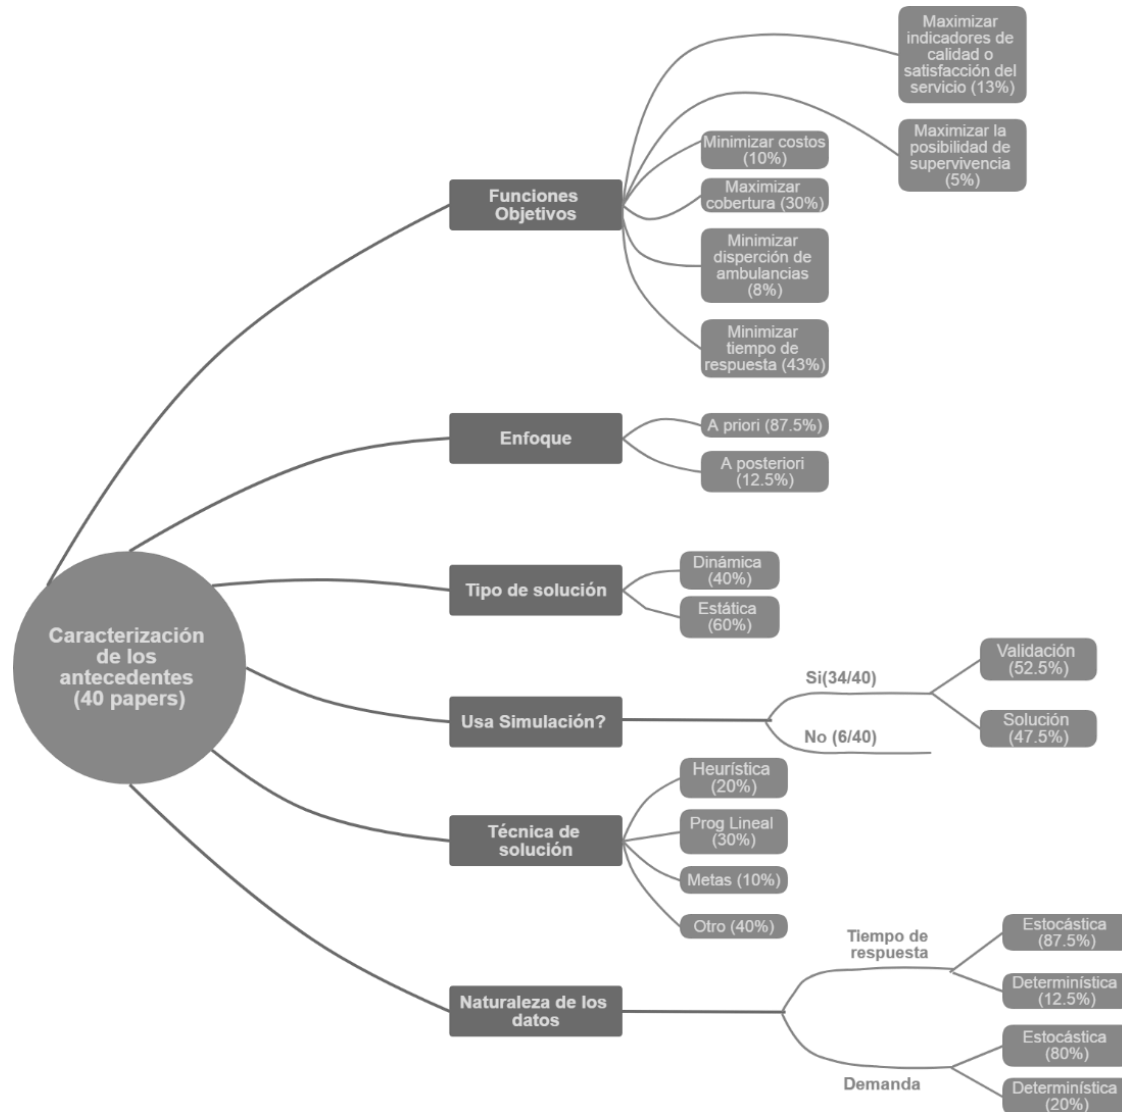 Caracterización
de los
antecedentes
(40 papers)
Funciones
Objetivos
Maximizar
indicadores de
calidad o
satisfacción del
servicio (13%)
Maximizar la
posibilidad de
supervivencia
(5%)
Minimizar costos
(10%)
Maximizar
cobertura (30%)
Minimizar
disperción de
ambulancias
(8%)
Minimizar
tiempo de
respuesta (43%)
Enfoque
A priori (87.5%)
A posteriori
(12.5%)
Tipo de solución
Dinámica
(40%)
Estática
(60%)
Usa Simulación?
Si(34/40)
Validación
(52.5%)
Solución
(47.5%)
No (6/40)
Técnica de
solución
Heurística
(20%)
Prog Lineal
(30%)
Metas (10%)
Otro (40%)
Naturaleza de los
datos
Tiempo de
respuesta
Estocástica
(87.5%)
Determinística
(12.5%)
Demanda
Estocástica
(80%)
Determinística
(20%)